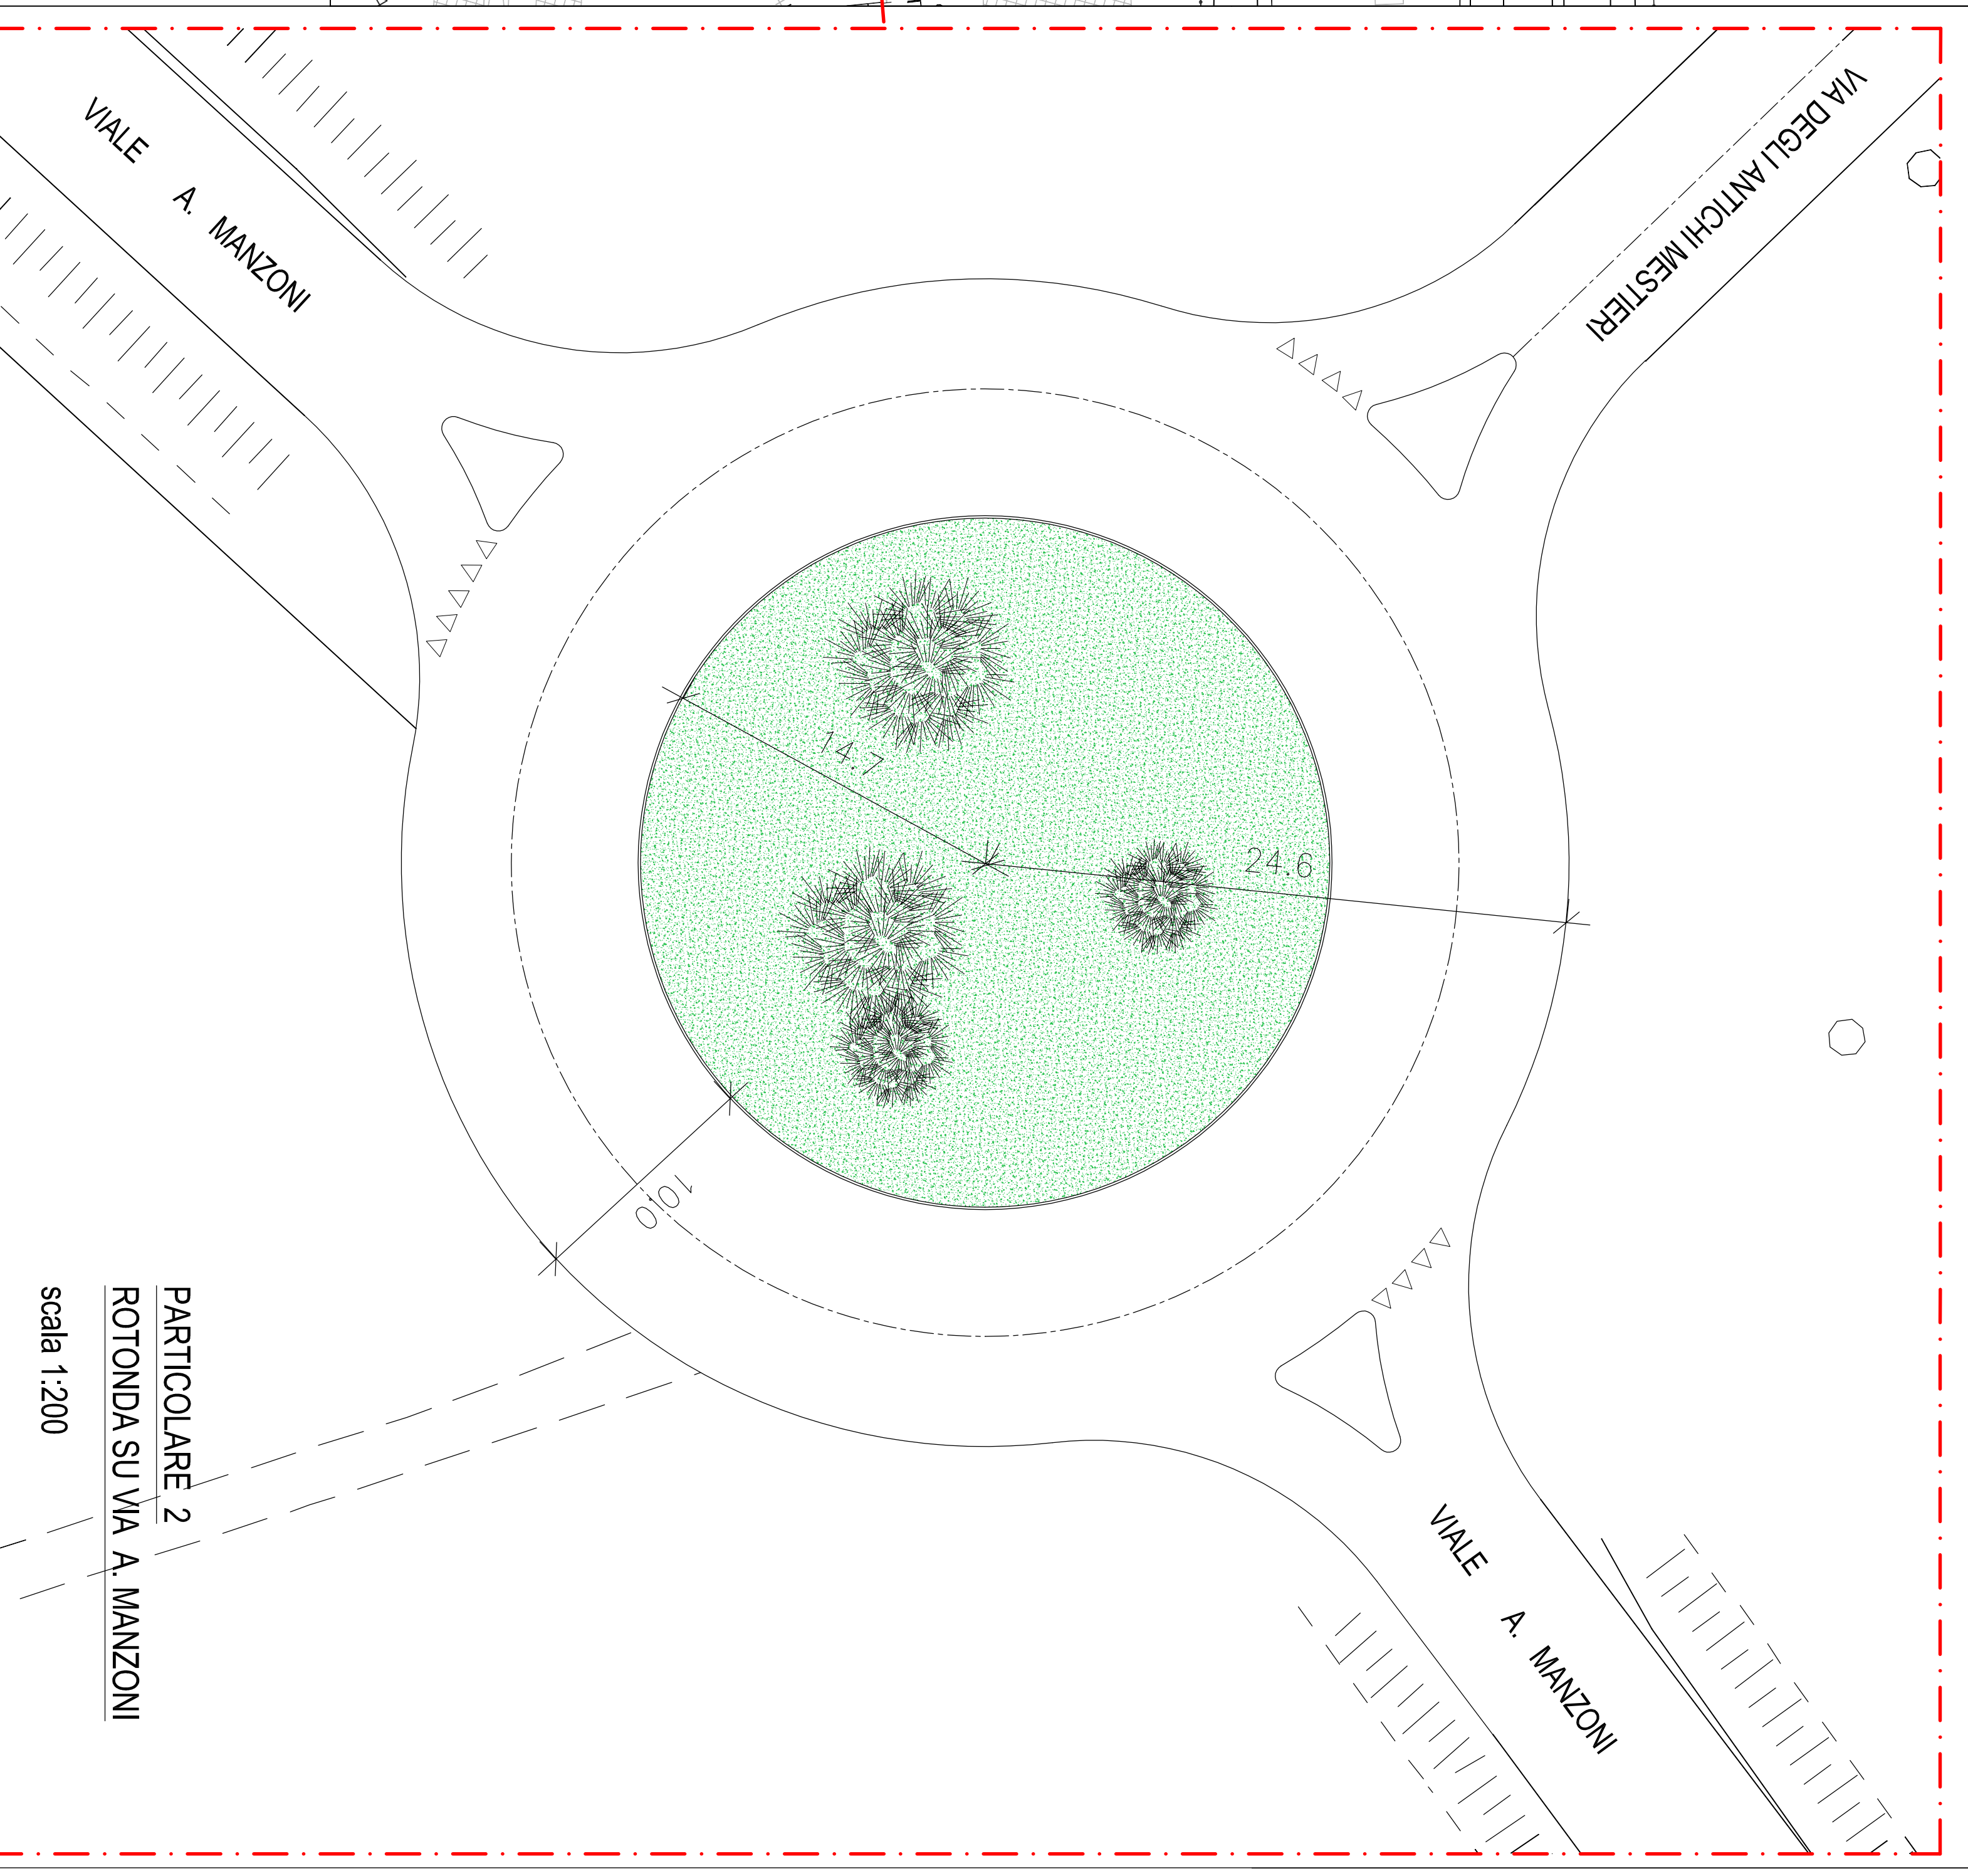 VIALE A. MANZONI
VIA DEGLI ANTICHI MESTIERI
14.7
24.6
10.0
VIALE A. MANZONI
PARTICOLARE 2
ROTONDA SU VIA A. MANZONI
scala 1:200